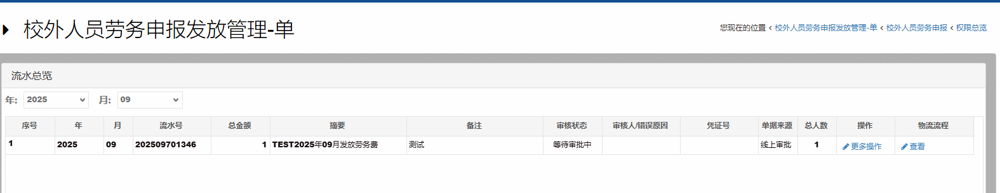 校外人员劳务申报发放管理-单
您现在的位置 < 校外人员劳务申报发放管理-单 < 校外人员劳务申报 < 权限总览
流水总览
年: 2025 月: 09
序号 年 月 流水号 总金额 摘要 备注 审核状态 审核人/错误原因 凭证号 单据来源 总人数 操作 物流流程
1 2025 09 202509701346 1 TEST2025年09月发放劳务费 测试 等待审批中 线上审批 1 更多操作 查看